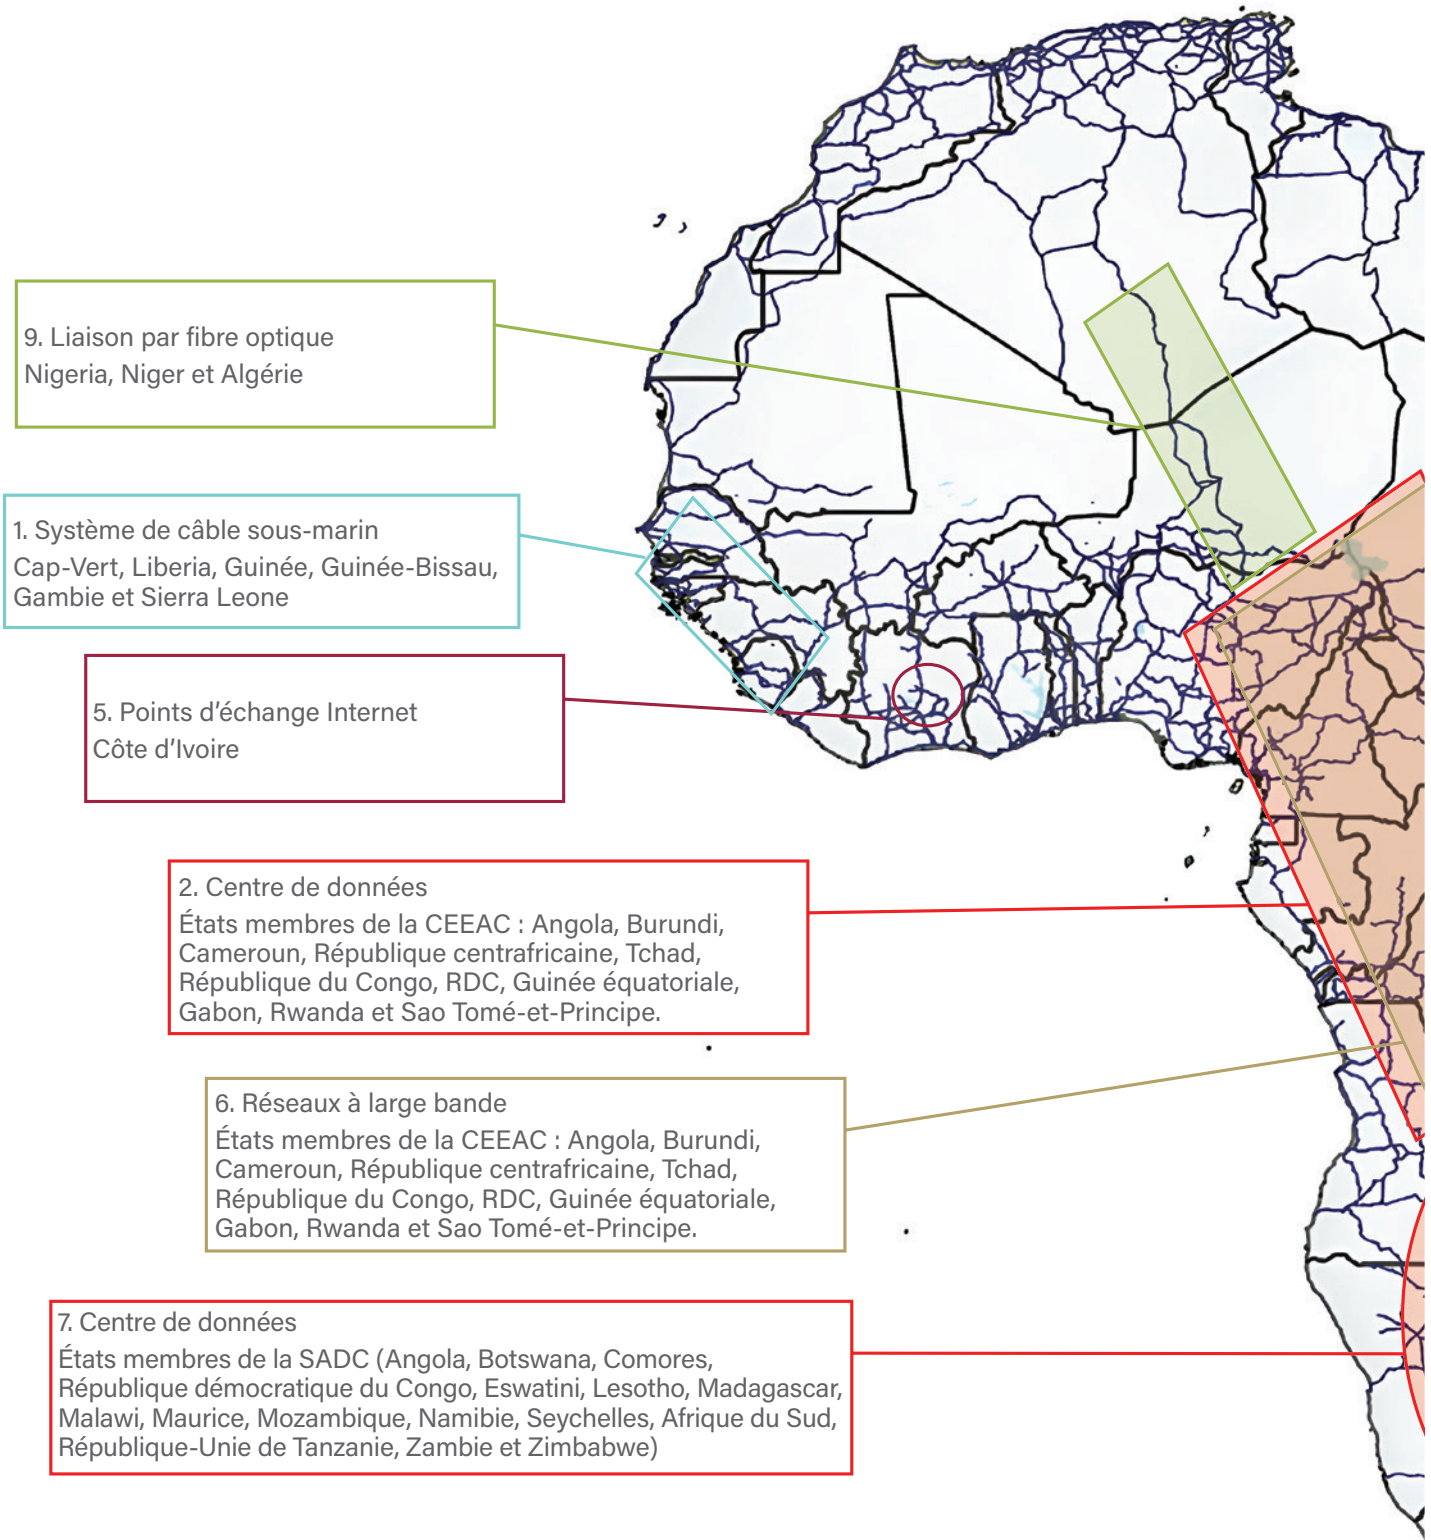 9. Liaison par fibre optique
Nigeria, Niger et Algérie
1. Système de câble sous-marin
Cap-Vert, Liberia, Guinée, Guinée-Bissau,
Gambie et Sierra Leone
5. Points d’échange Internet
Côte d’Ivoire
2. Centre de données
États membres de la CEEAC : Angola, Burundi,
Cameroun, République centrafricaine, Tchad,
République du Congo, RDC, Guinée équatoriale,
Gabon, Rwanda et Sao Tomé-et-Principe.
6. Réseaux à large bande
États membres de la CEEAC : Angola, Burundi,
Cameroun, République centrafricaine, Tchad,
République du Congo, RDC, Guinée équatoriale,
Gabon, Rwanda et Sao Tomé-et-Principe.
7. Centre de données
États membres de la SADC (Angola, Botswana, Comores,
République démocratique du Congo, Eswatini, Lesotho, Madagascar,
Malawi, Maurice, Mozambique, Namibie, Seychelles, Afrique du Sud,
République-Unie de Tanzanie, Zambie et Zimbabwe)